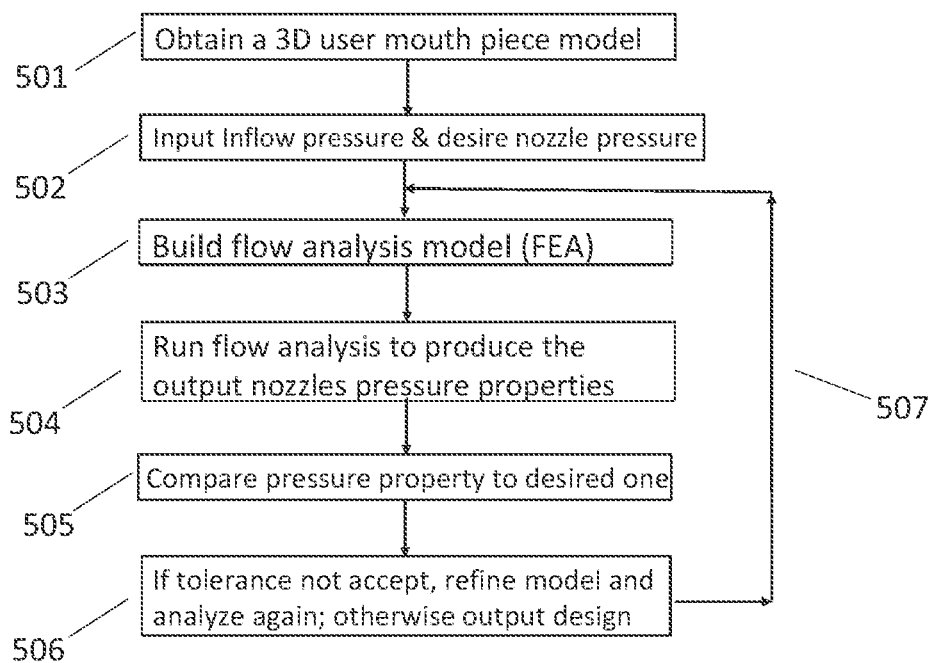 Obtain a 3D user mouth piece model
501
Input Inflow pressure & desire nozzle pressure
502
Build flow analysis model (FEA)
503
Run flow analysis to produce the
output nozzles pressure properties
504
507
Compare pressure property to desired one
505
If tolerance not accept, refine model and
analyze again; otherwise output design
506